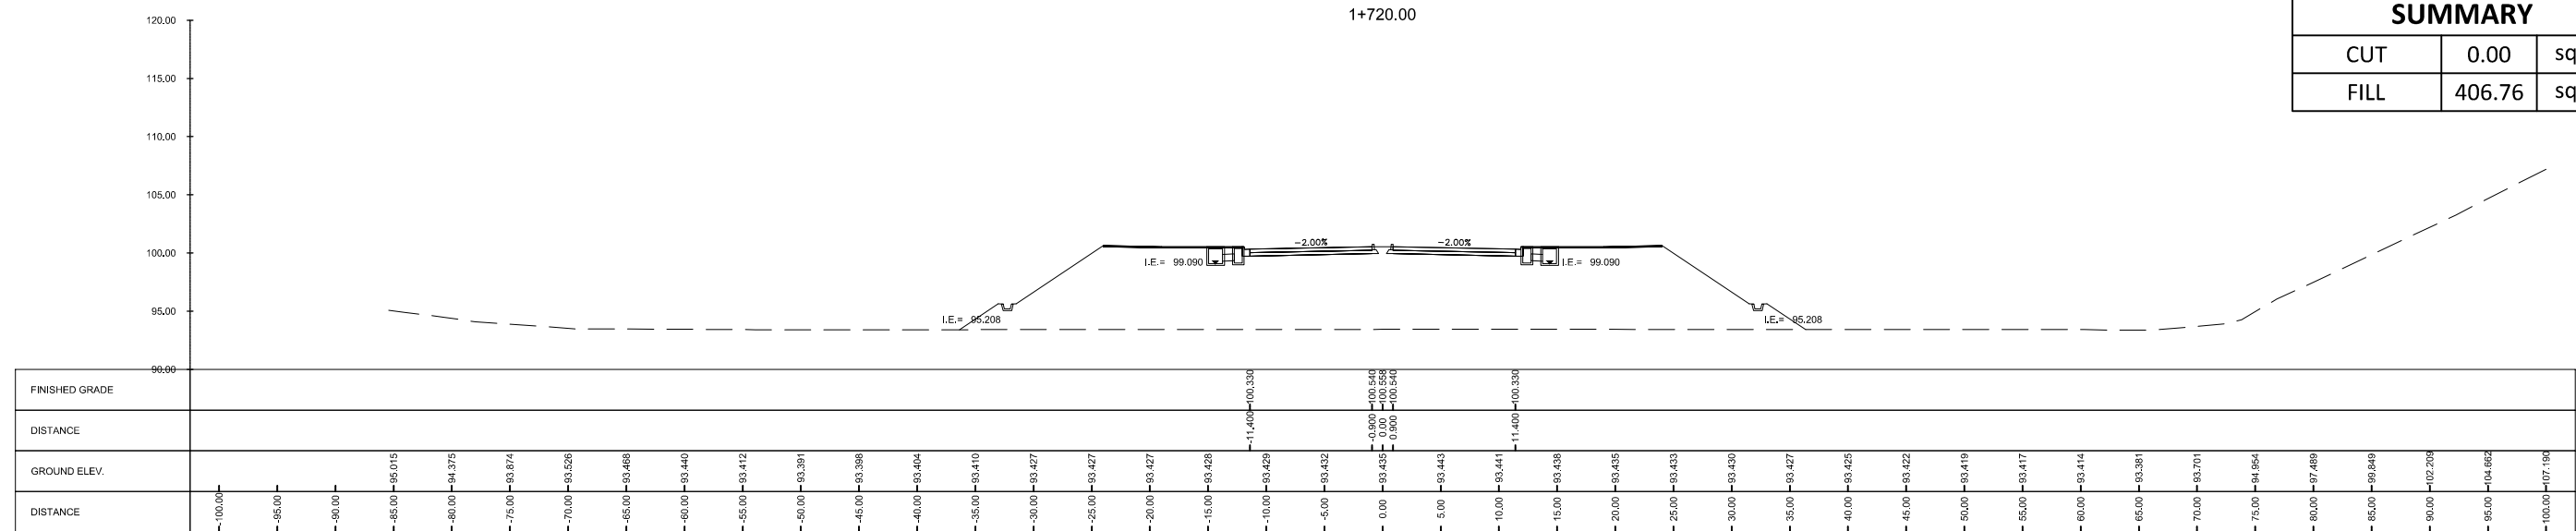 1+720.00
SUMMARY
CUT 0.00 sq
FILL 406.76 sq
120.00
115.00
110.00
105.00
100.00
95.00
90.00
-2.00% -2.00%
I.E.= 99.090 I.E.= 99.090
I.E.= 95.208 I.E.= 95.208
FINISHED GRADE 100.330 100.540 100.558 100.540 100.330
DISTANCE -11.400 -0.900 0.00 0.900 11.400
GROUND ELEV. 95.015 94.375 93.874 93.526 93.468 93.440 93.412 93.391 93.398 93.404 93.410 93.427 93.427 93.427 93.428 93.429 93.432 93.435 93.443 93.441 93.438 93.435 93.433 93.430 93.427 93.425 93.422 93.419 93.417 93.414 93.381 93.701 94.954 97.489 99.849 102.209 104.662 107.190
DISTANCE -100.00 -95.00 -90.00 -85.00 -80.00 -75.00 -70.00 -65.00 -60.00 -55.00 -50.00 -45.00 -40.00 -35.00 -30.00 -25.00 -20.00 -15.00 -10.00 -5.00 0.00 5.00 10.00 15.00 20.00 25.00 30.00 35.00 40.00 45.00 50.00 55.00 60.00 65.00 70.00 75.00 80.00 85.00 90.00 95.00 100.00